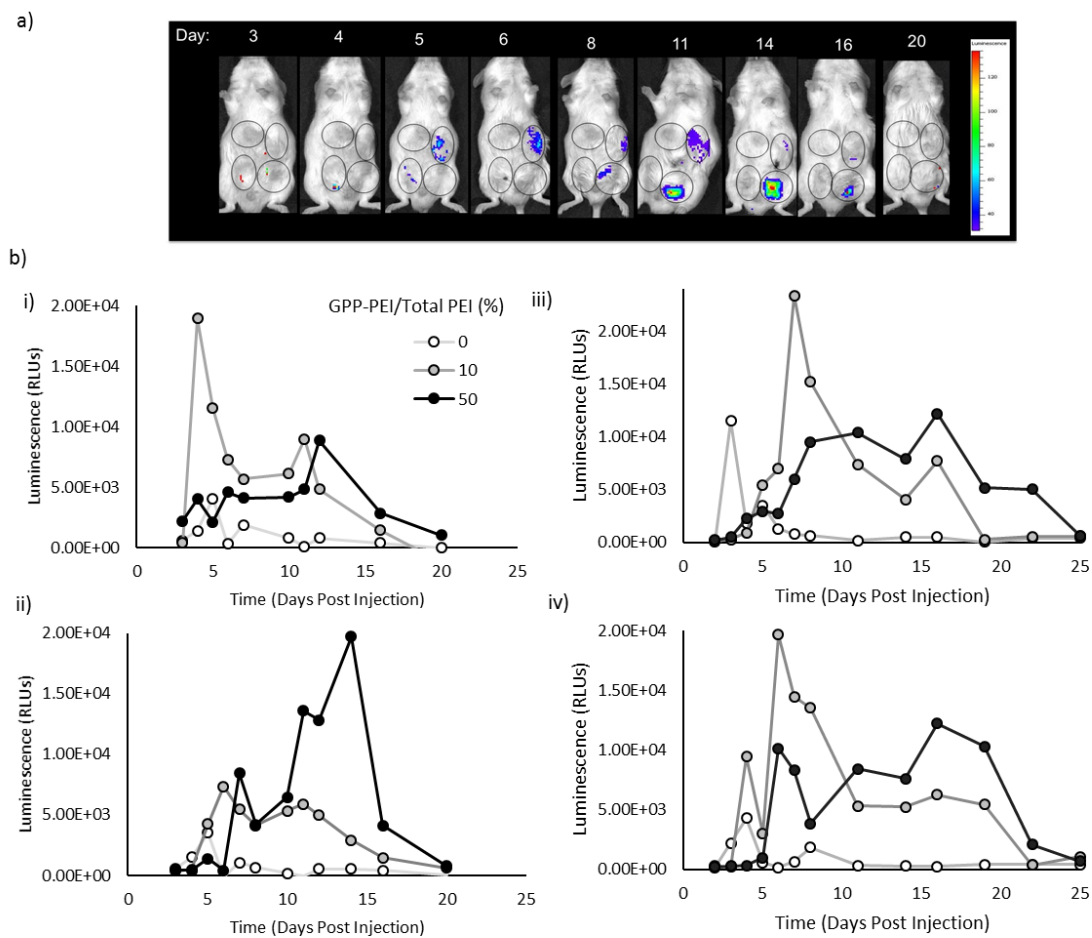 a)
Day: 3 4 5 6 8 11 14 16 20
Luminescence
120
100
80
60
40
b)
i)
GPP-PEI/Total PEI (%)
0
10
50
Luminescence (RLUs)
2.00E+04
1.50E+04
1.00E+04
5.00E+03
0.00E+00
0 5 10 15 20 25
Time (Days Post Injection)
iii)
Luminescence (RLUs)
2.00E+04
1.50E+04
1.00E+04
5.00E+03
0.00E+00
0 5 10 15 20 25
Time (Days Post Injection)
ii)
Luminescence (RLUs)
2.00E+04
1.50E+04
1.00E+04
5.00E+03
0.00E+00
0 5 10 15 20 25
Time (Days Post Injection)
iv)
Luminescence (RLUs)
2.00E+04
1.50E+04
1.00E+04
5.00E+03
0.00E+00
0 5 10 15 20 25
Time (Days Post Injection)